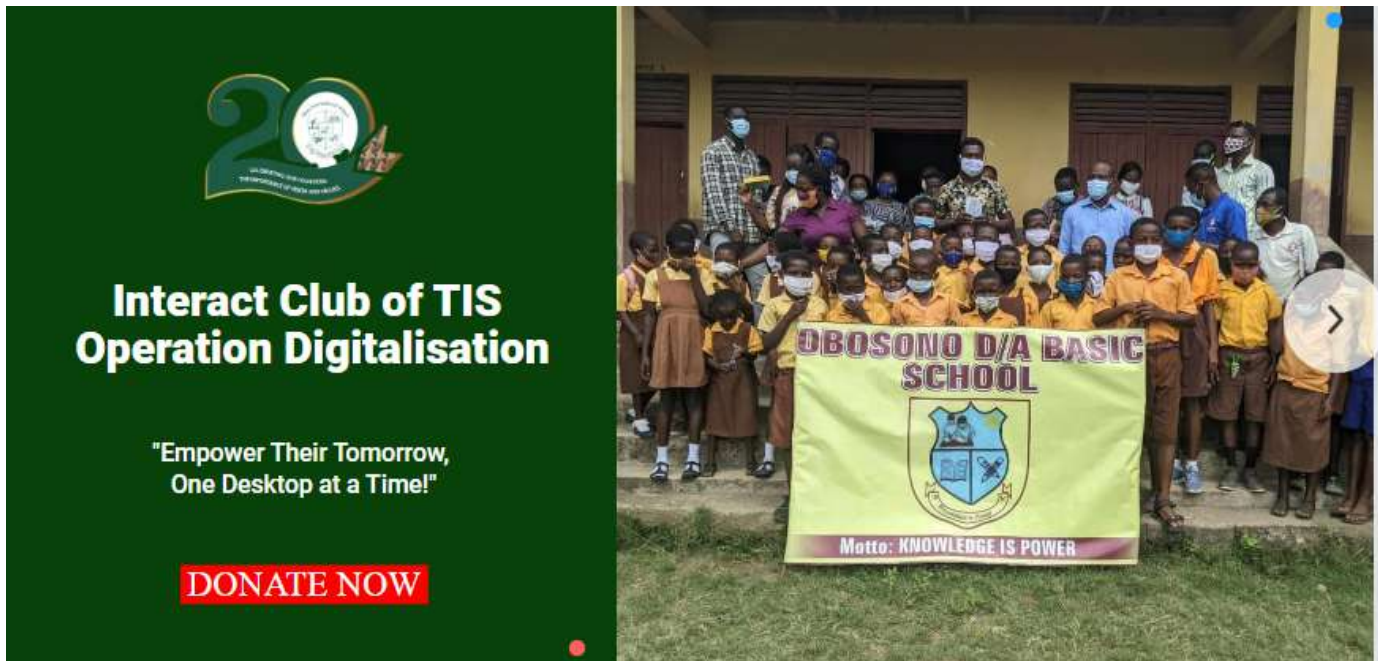 20
Interact Club of TIS
Operation Digitalisation
"Empower Their Tomorrow,
One Desktop at a Time!"
DONATE NOW
OBOSONO D/A BASIC
SCHOOL
Motto: KNOWLEDGE IS POWER